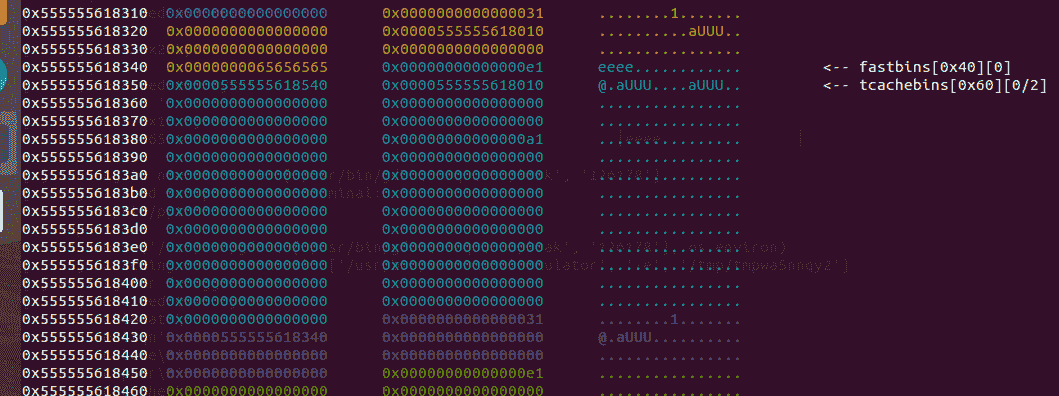 0x555555618310 0x0000000000000000 0x0000000000000031 ........1.......
0x555555618320 0x0000000000000000 0x0000555555618010 ..........aUUU..
0x555555618330 0x0000000000000000 0x0000000000000000 ................
0x555555618340 0x0000000065656565 0x00000000000000e1 eeee............ <-- fastbins[0x40][0]
0x555555618350 0x0000555555618540 0x0000555555618010 @.aUUU....aUUU.. <-- tcachebins[0x60][0/2]
0x555555618360 0x0000000000000000 0x0000000000000000 ................
0x555555618370 0x0000000000000000 0x0000000000000000 ................
0x555555618380 0x0000000000000000 0x00000000000000a1 ................
0x555555618390 0x0000000000000000 0x0000000000000000 ................
0x5555556183a0 0x0000000000000000 0x0000000000000000 ................
0x5555556183b0 0x0000000000000000 0x0000000000000000 ................
0x5555556183c0 0x0000000000000000 0x0000000000000000 ................
0x5555556183d0 0x0000000000000000 0x0000000000000000 ................
0x5555556183e0 0x0000000000000000 0x0000000000000000 ................
0x5555556183f0 0x0000000000000000 0x0000000000000000 ................
0x555555618400 0x0000000000000000 0x0000000000000000 ................
0x555555618410 0x0000000000000000 0x0000000000000000 ................
0x555555618420 0x0000000000000000 0x0000000000000031 ........1.......
0x555555618430 0x0000555555618340 0x0000000000000000 @.aUUU..........
0x555555618440 0x0000000000000000 0x0000000000000000 ................
0x555555618450 0x0000000000000000 0x00000000000000e1 ................
0x555555618460 0x0000000000000000 0x0000000000000000 ................